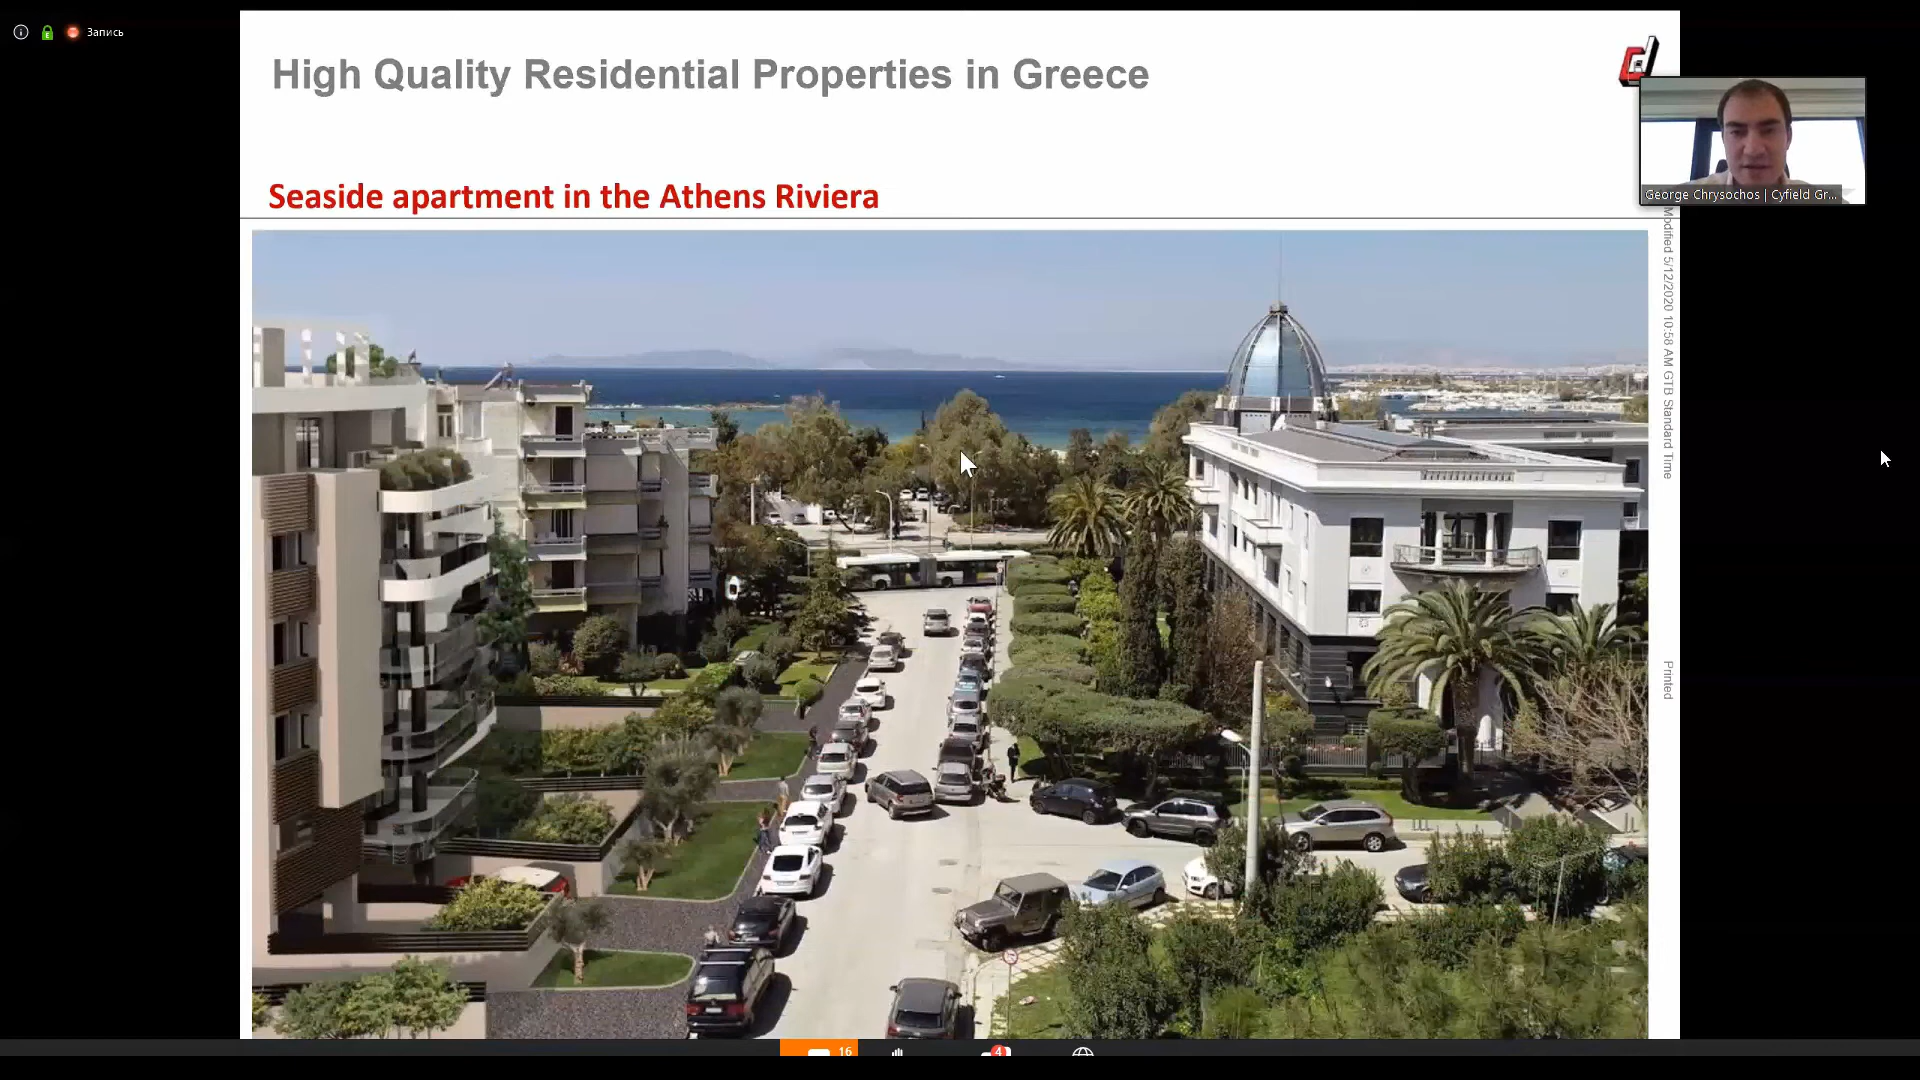 Запись
High Quality Residential Properties in Greece
George Chrysochos | Cyfield Gr...
Seaside apartment in the Athens Riviera
Modified 5/12/2020 10:58 AM GTB Standard Time
Printed
16
4